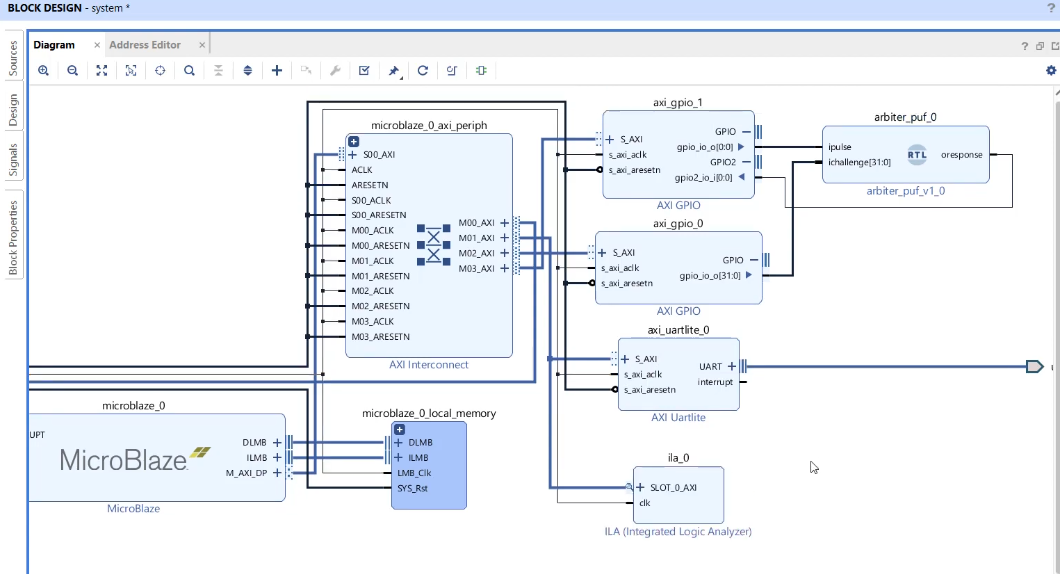 BLOCK DESIGN - system *
?
Sources
Design
Signals
Block Properties
Diagram ×
Address Editor ×
?
microblaze_0_axi_periph
S00_AXI
ACLK
ARESETN
S00_ACLK
S00_ARESETN
M00_ACLK
M00_ARESETN
M01_ACLK
M01_ARESETN
M02_ACLK
M02_ARESETN
M03_ACLK
M03_ARESETN
M00_AXI
M01_AXI
M02_AXI
M03_AXI
AXI Interconnect
axi_gpio_1
S_AXI
s_axi_aclk
s_axi_aresetn
GPIO
gpio_io_o[0:0]
GPIO2
gpio2_io_i[0:0]
AXI GPIO
arbiter_puf_0
ipulse
ichallenge[31:0]
RTL
oresponse
arbiter_puf_v1_0
axi_gpio_0
S_AXI
s_axi_aclk
s_axi_aresetn
GPIO
gpio_io_o[31:0]
AXI GPIO
axi_uartlite_0
S_AXI
s_axi_aclk
s_axi_aresetn
UART
interrupt
AXI Uartlite
microblaze_0
UPT
MicroBlaze
DLMB
ILMB
M_AXI_DP
MicroBlaze
microblaze_0_local_memory
DLMB
ILMB
LMB_Clk
SYS_Rst
ila_0
SLOT_0_AXI
clk
ILA (Integrated Logic Analyzer)